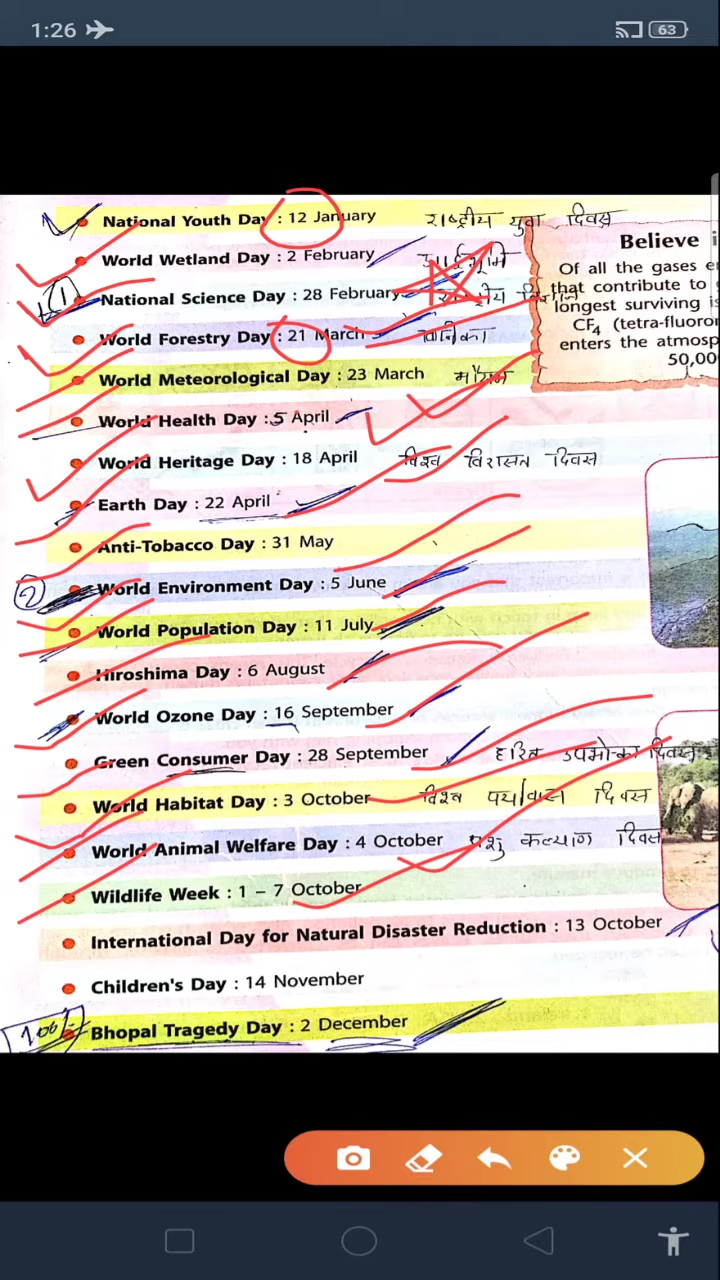 1:26
63
National Youth Day : 12 January राष्ट्रीय युवा दिवस
World Wetland Day : 2 February
National Science Day : 28 February
World Forestry Day : 21 March वानिकी
World Meteorological Day : 23 March मौसम
World Health Day : 5 April
World Heritage Day : 18 April विश्व विरासत दिवस
Earth Day : 22 April
Anti-Tobacco Day : 31 May
World Environment Day : 5 June
World Population Day : 11 July
Hiroshima Day : 6 August
World Ozone Day : 16 September
Green Consumer Day : 28 September हरित उपभोक्ता दिवस
World Habitat Day : 3 October विश्व पर्यावास दिवस
World Animal Welfare Day : 4 October पशु कल्याण दिवस
Wildlife Week : 1 – 7 October
International Day for Natural Disaster Reduction : 13 October
Children's Day : 14 November
100% Bhopal Tragedy Day : 2 December
Believe
Of all the gases
that contribute to
longest surviving
CF₄ (tetra-fluoro
enters the atmosp
50,00
1
2